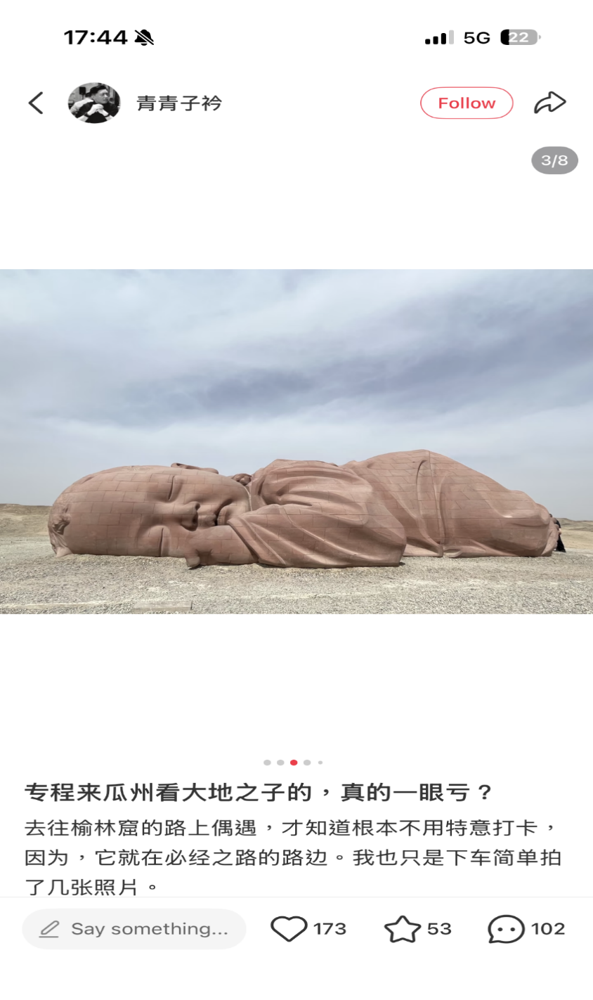 17:44
5G
22
青青子衿
Follow
3/8
专程来瓜州看大地之子的，真的一眼亏？
去往榆林窟的路上偶遇，才知道根本不用特意打卡，
因为，它就在必经之路的路边。我也只是下车简单拍
了几张照片。
Say something...
173
53
102